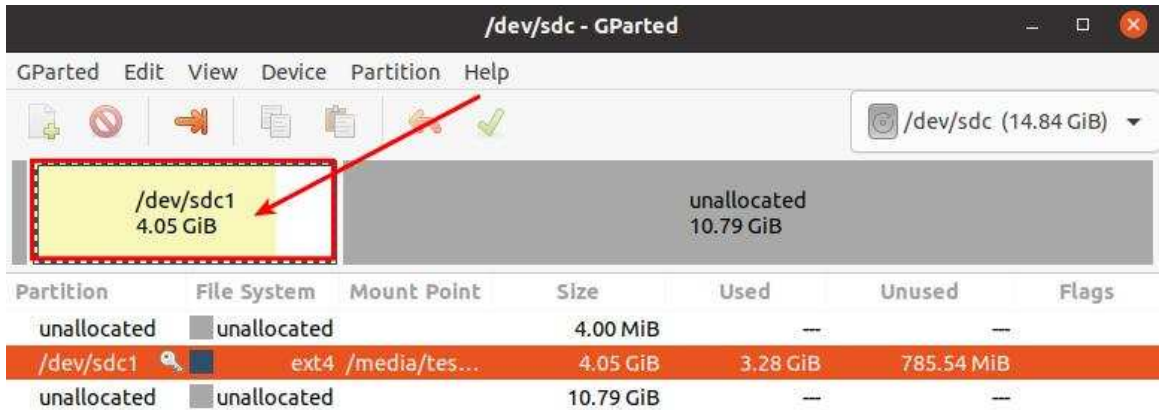 /dev/sdc - GParted
GParted Edit View Device Partition Help
/dev/sdc (14.84 GiB)
/dev/sdc1
4.05 GiB
unallocated
10.79 GiB
Partition File System Mount Point Size Used Unused Flags
unallocated unallocated 4.00 MiB --- ---
/dev/sdc1 ext4 /media/tes... 4.05 GiB 3.28 GiB 785.54 MiB
unallocated unallocated 10.79 GiB --- ---